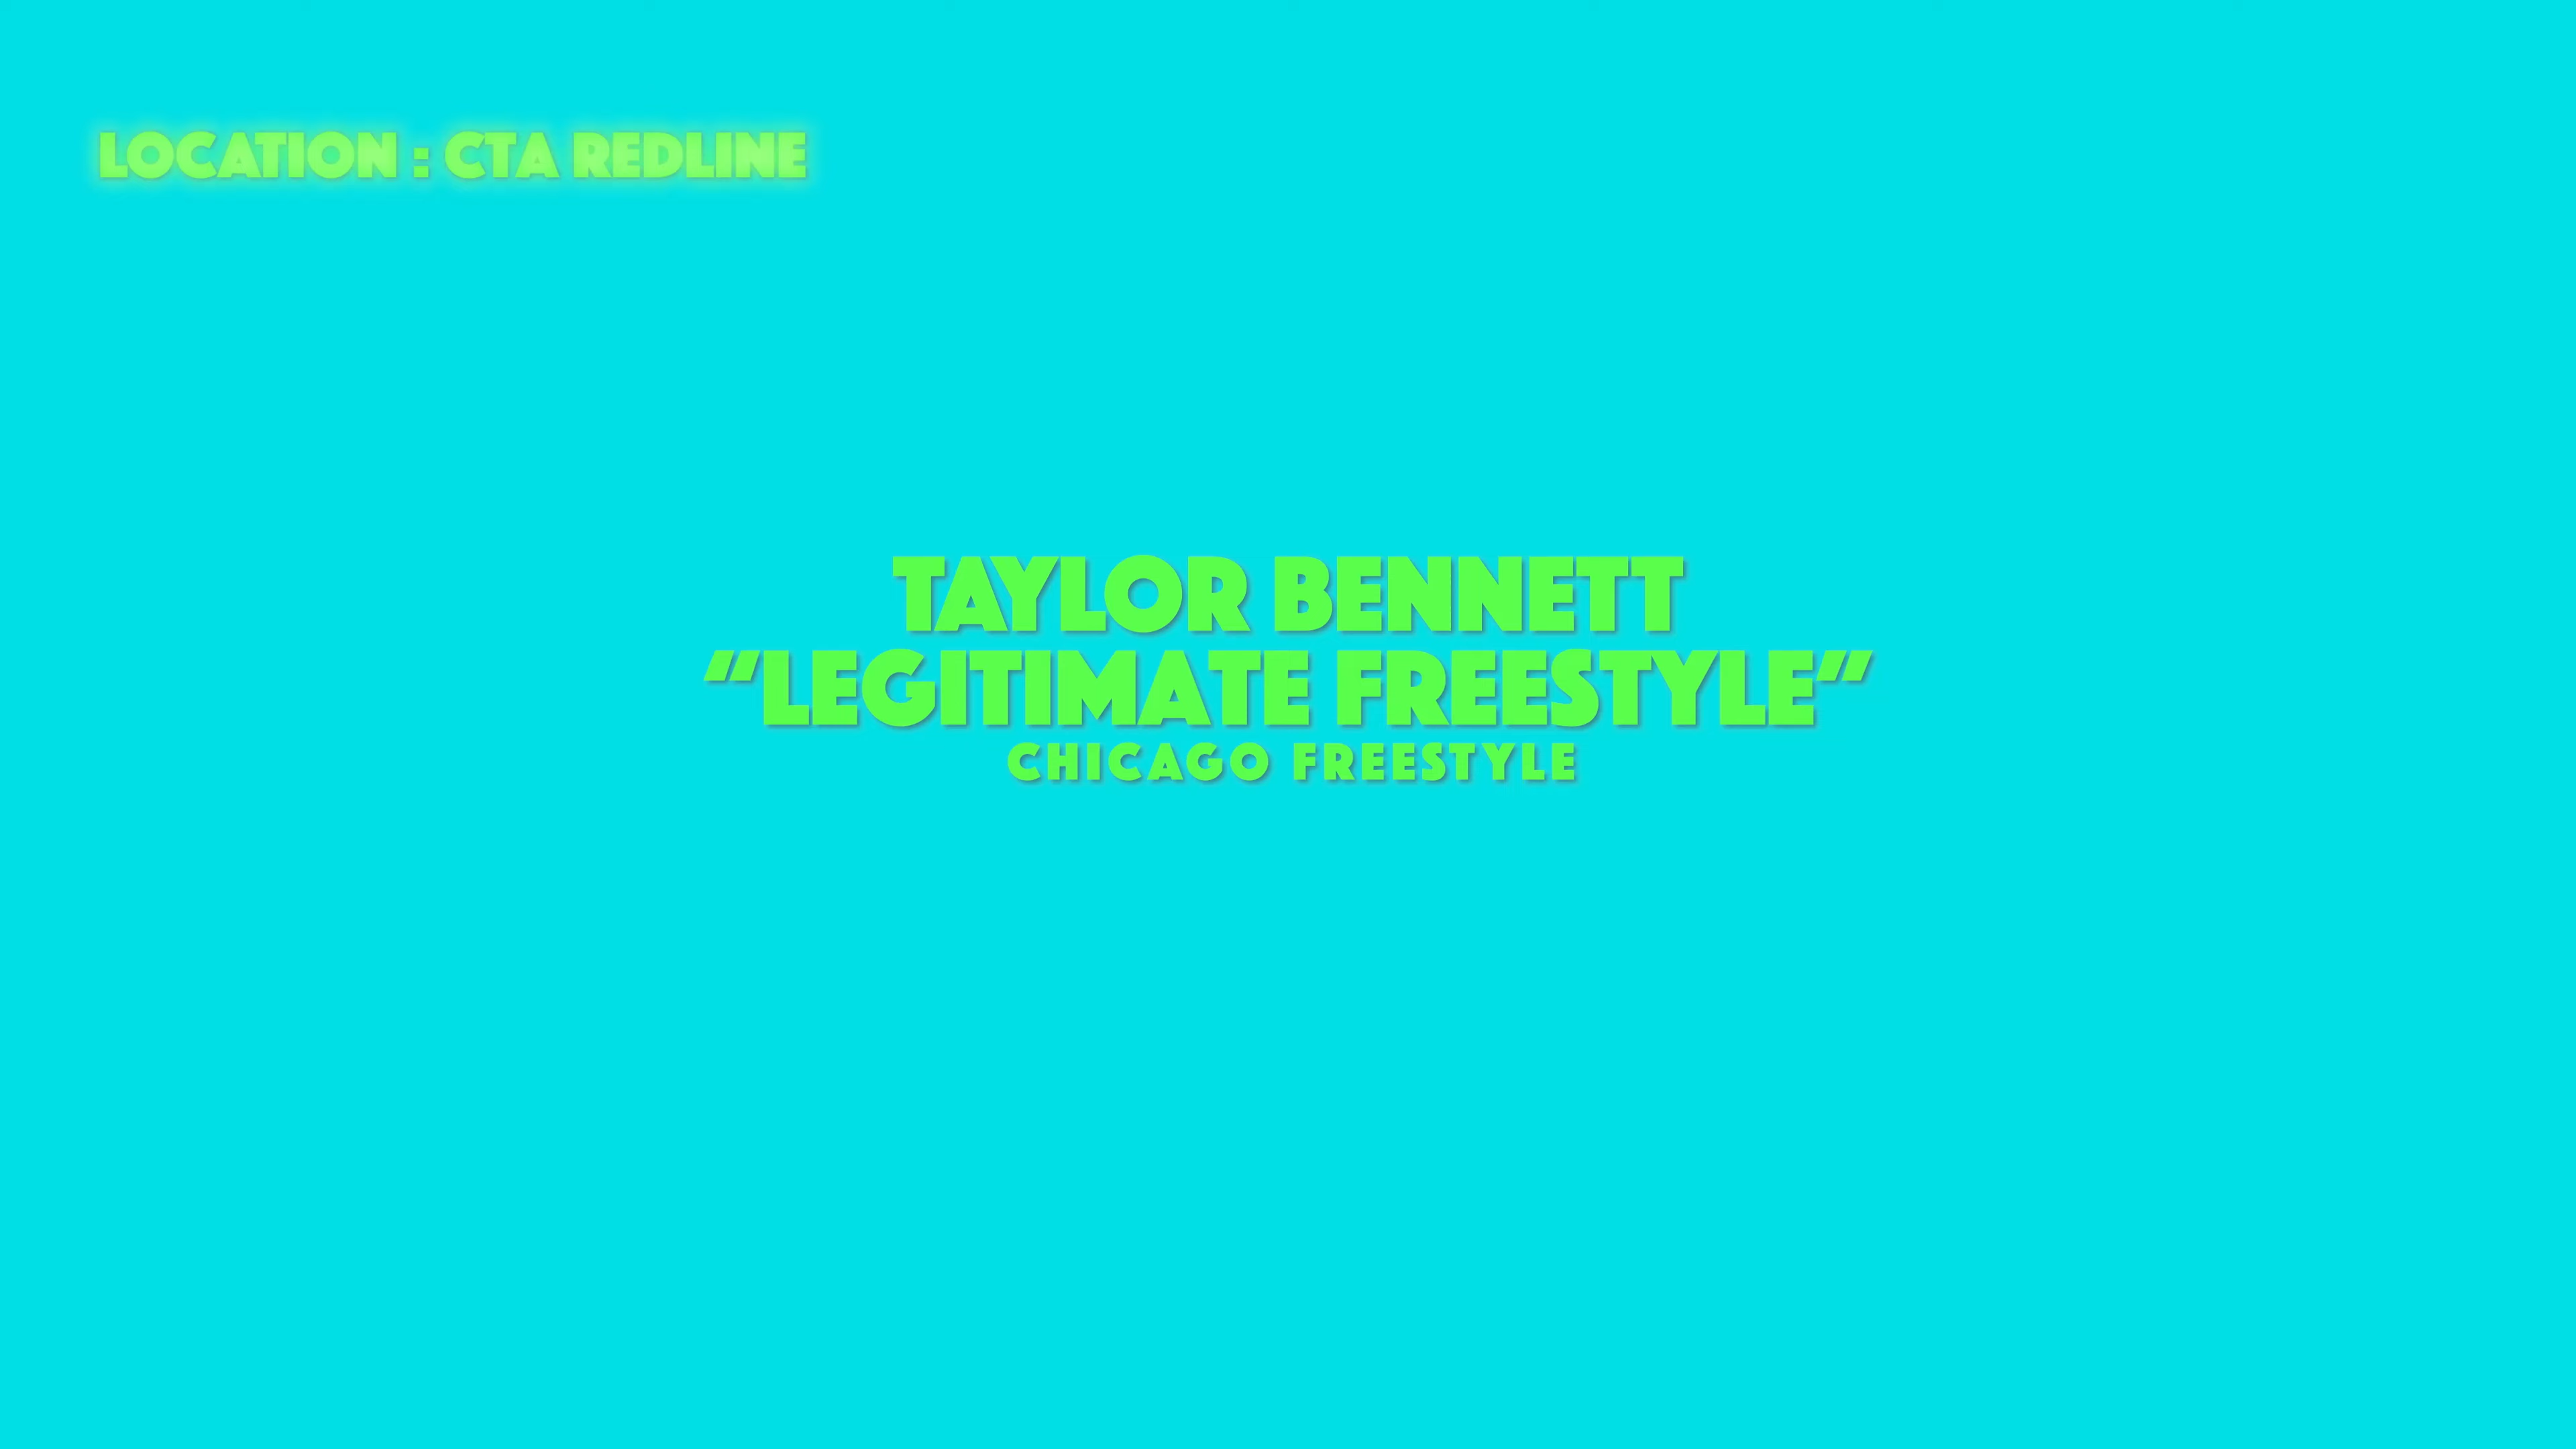 LOCATION : CTA REDLINE
TAYLOR BENNETT
"LEGITIMATE FREESTYLE"
CHICAGO FREESTYLE